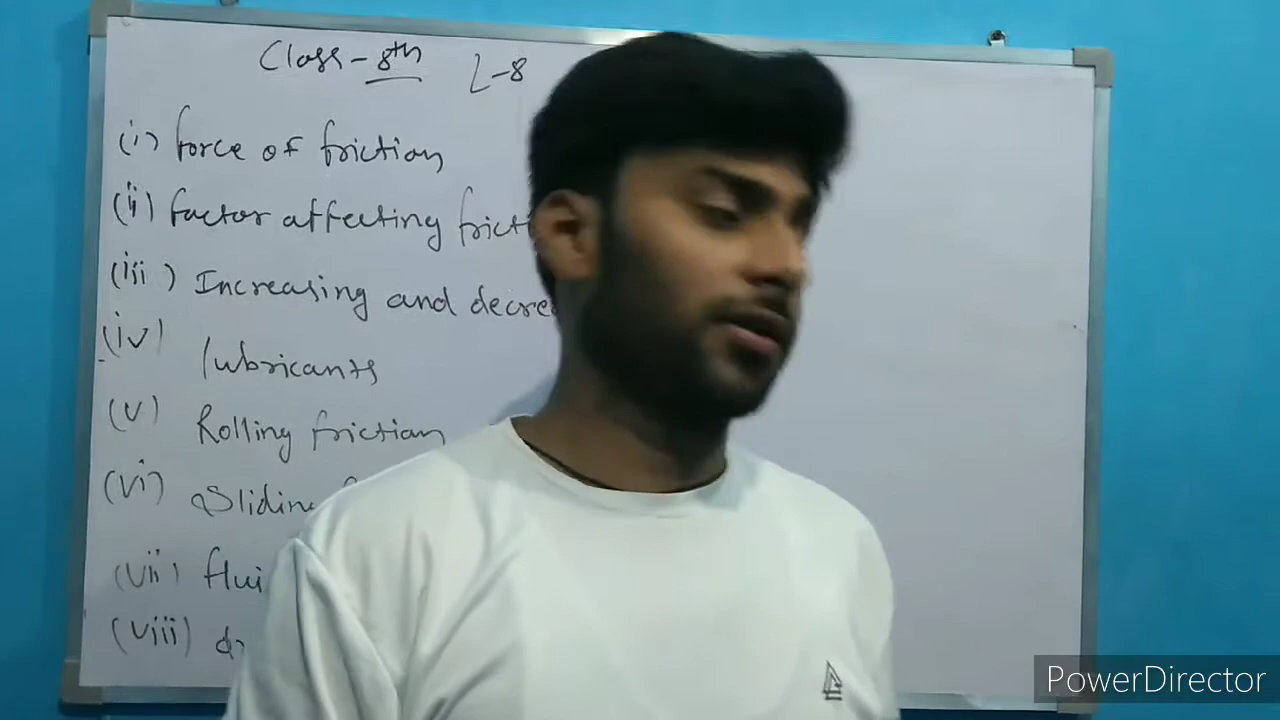 Class-8th L-8
(i) force of friction
(ii) factor affecting frict
(iii) Increasing and decre
(iv) lubricants
(v) Rolling friction
(vi) Sliding
(vii) flui
(viii)
PowerDirector